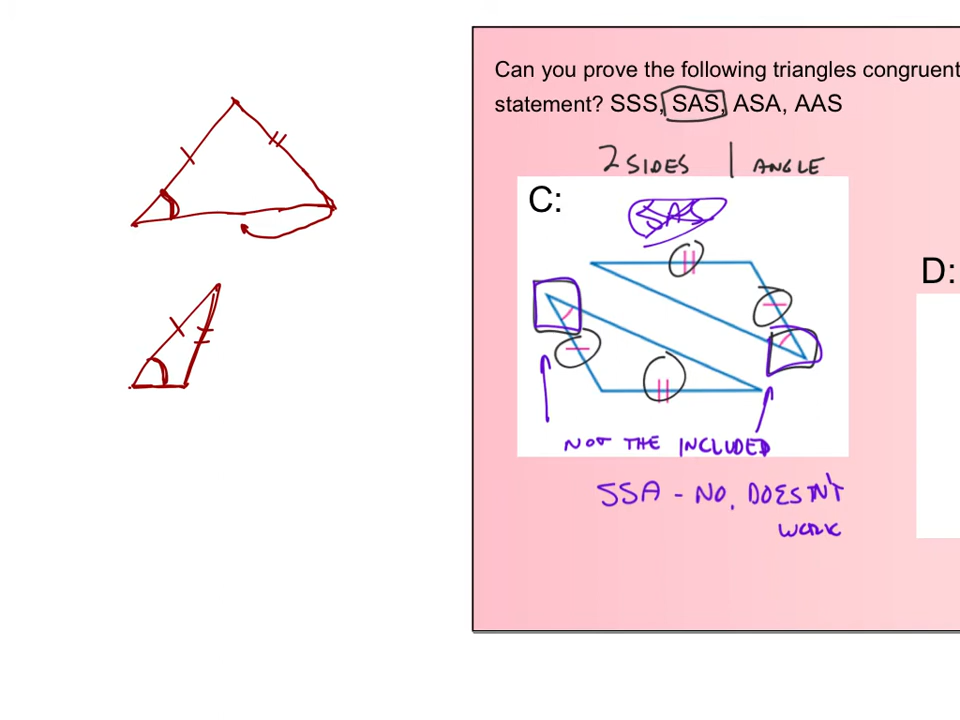 Can you prove the following triangles congruent
statement? SSS, SAS, ASA, AAS
2 SIDES 1 ANGLE
C:
SAS
D:
NOT THE INCLUDED
SSA - NO, DOESN'T
WORK